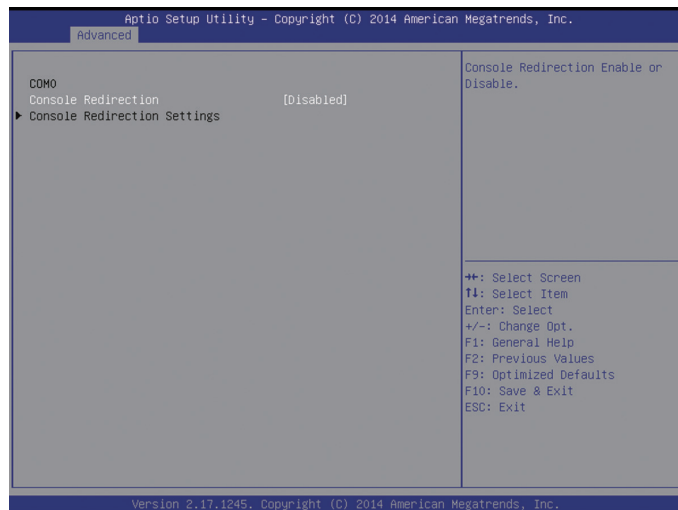 Aptio Setup Utility – Copyright (C) 2014 American Megatrends, Inc.
Advanced
COM0
Console Redirection [Disabled]
▶ Console Redirection Settings
Console Redirection Enable or
Disable.
→←: Select Screen
↑↓: Select Item
Enter: Select
+/-: Change Opt.
F1: General Help
F2: Previous Values
F9: Optimized Defaults
F10: Save & Exit
ESC: Exit
Version 2.17.1245. Copyright (C) 2014 American Megatrends, Inc.